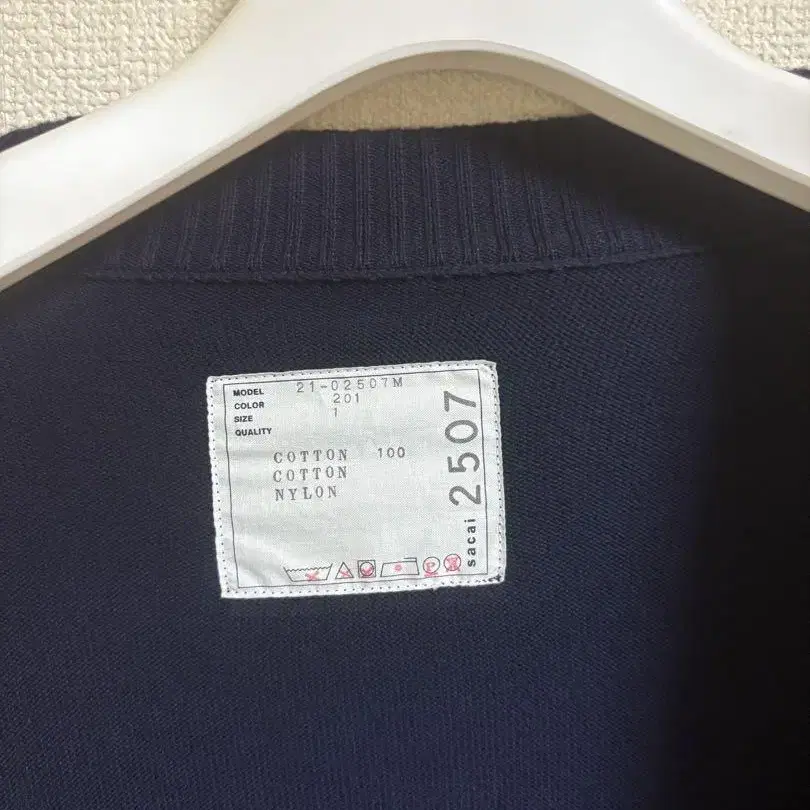 MODEL 21-02507M
COLOR 201
SIZE 1
QUALITY
COTTON 100
COTTON
NYLON
P
sacai 2507